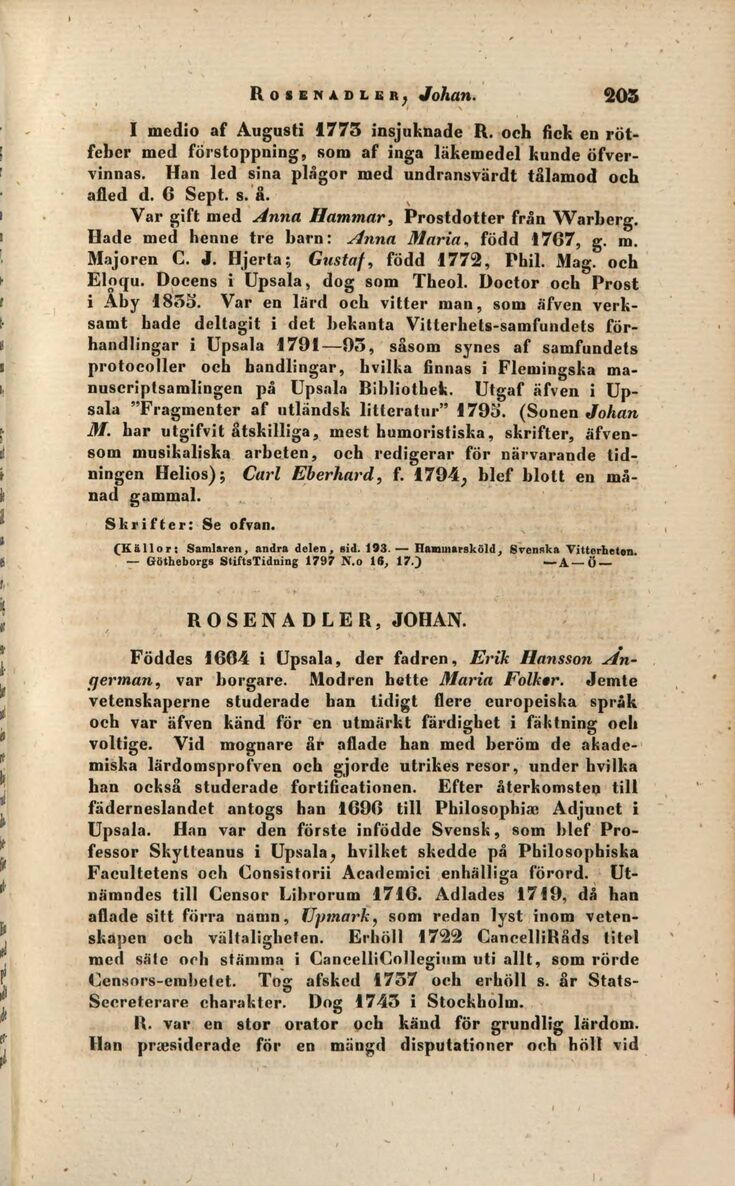 ROSENADLER, Johan. 203
I medio af Augusti 1773 insjuknade R. och fick en röt-
feber med förstoppning, som af inga läkemedel kunde öfver-
vinnas. Han led sina plågor med undransvärdt tålamod och
afled d. 6 Sept. s. å.
Var gift med Anna Hammar, Prostdotter från Warberg.
Hade med henne tre barn: Anna Maria, född 1767, g. m.
Majoren C. J. Hjerta; Gustaf, född 1772, Phil. Mag. och
Eloqu. Docens i Upsala, dog som Theol. Doctor och Prost
i Åby 1835. Var en lärd och vitter man, som äfven verk-
samt hade deltagit i det bekanta Vitterhets-samfundets för-
handlingar i Upsala 1791—93, såsom synes af samfundets
protocoller och handlingar, hvilka finnas i Flemingska ma-
nuscriptsamlingen på Upsala Bibliothek. Utgaf äfven i Up-
sala ”Fragmenter af utländsk litteratur” 1795. (Sonen Johan
M. har utgifvit åtskilliga, mest humoristiska, skrifter, äfven-
som musikaliska arbeten, och redigerar för närvarande tid-
ningen Helios); Carl Eberhard, f. 1794, blef blott en må-
nad gammal.
Skrifter: Se ofvan.
(Källor: Samlaren, andra delen, sid. 193. — Hammarsköld, Svenska Vitterheten.
— Götheborgs StiftsTidning 1797 N.o 16, 17.) —A—Ö—
ROSENADLER, JOHAN.
Föddes 1664 i Upsala, der fadren, Erik Hansson Ån-
german, var borgare. Modren hette Maria Folker. Jemte
vetenskaperne studerade han tidigt flere europeiska språk
och var äfven känd för en utmärkt färdighet i fäktning och
voltige. Vid mognare år aflade han med beröm de akade-
miska lärdomsprofven och gjorde utrikes resor, under hvilka
han också studerade fortificationen. Efter återkomsten till
fäderneslandet antogs han 1696 till Philosophiæ Adjunct i
Upsala. Han var den förste infödde Svensk, som blef Pro-
fessor Skytteanus i Upsala, hvilket skedde på Philosophiska
Facultetens och Consistorii Academici enhälliga förord. Ut-
nämndes till Censor Librorum 1716. Adlades 1719, då han
aflade sitt förra namn, Upmark, som redan lyst inom veten-
skapen och vältaligheten. Erhöll 1722 CancelliRåds titel
med säte och stämma i CancelliCollegium uti allt, som rörde
Censors-embetet. Tog afsked 1737 och erhöll s. år Stats-
Secreterare charakter. Dog 1743 i Stockholm.
R. var en stor orator och känd för grundlig lärdom.
Han præsiderade för en mängd disputationer och höll vid